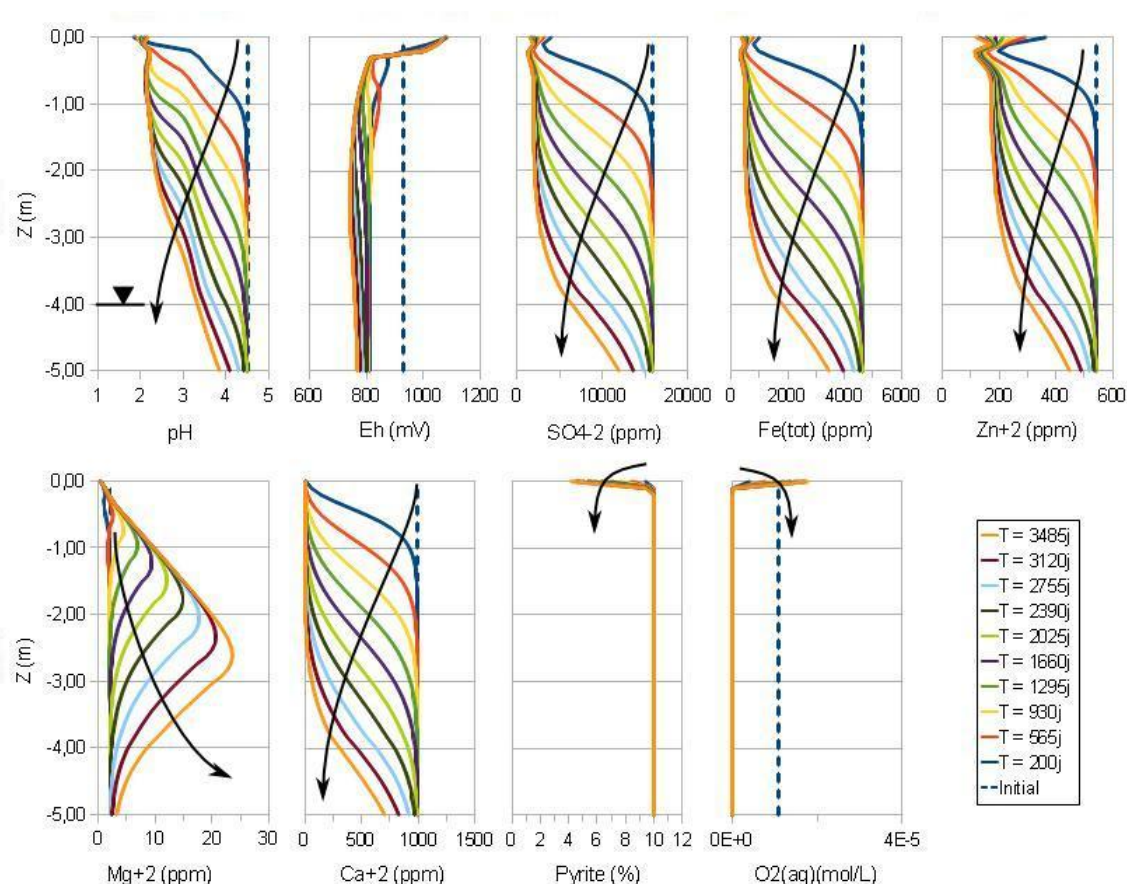 0,00
-1,00
-2,00
-3,00
-4,00
-5,00
Z (m)
1 2 3 4 5
pH
600 800 1000 1200
Eh (mV)
0 10000 20000
SO4-2 (ppm)
0 2000 4000 6000
Fe(tot) (ppm)
0 200 400 600
Zn+2 (ppm)
0,00
-1,00
-2,00
-3,00
-4,00
-5,00
Z (m)
0 10 20 30
Mg+2 (ppm)
0 500 1000 1500
Ca+2 (ppm)
0 2 4 6 8 10 12
Pyrite (%)
0E+0 4E-5
O2(aq)(mol/L)
T = 3485j
T = 3120j
T = 2755j
T = 2390j
T = 2025j
T = 1660j
T = 1295j
T = 930j
T = 565j
T = 200j
Initial